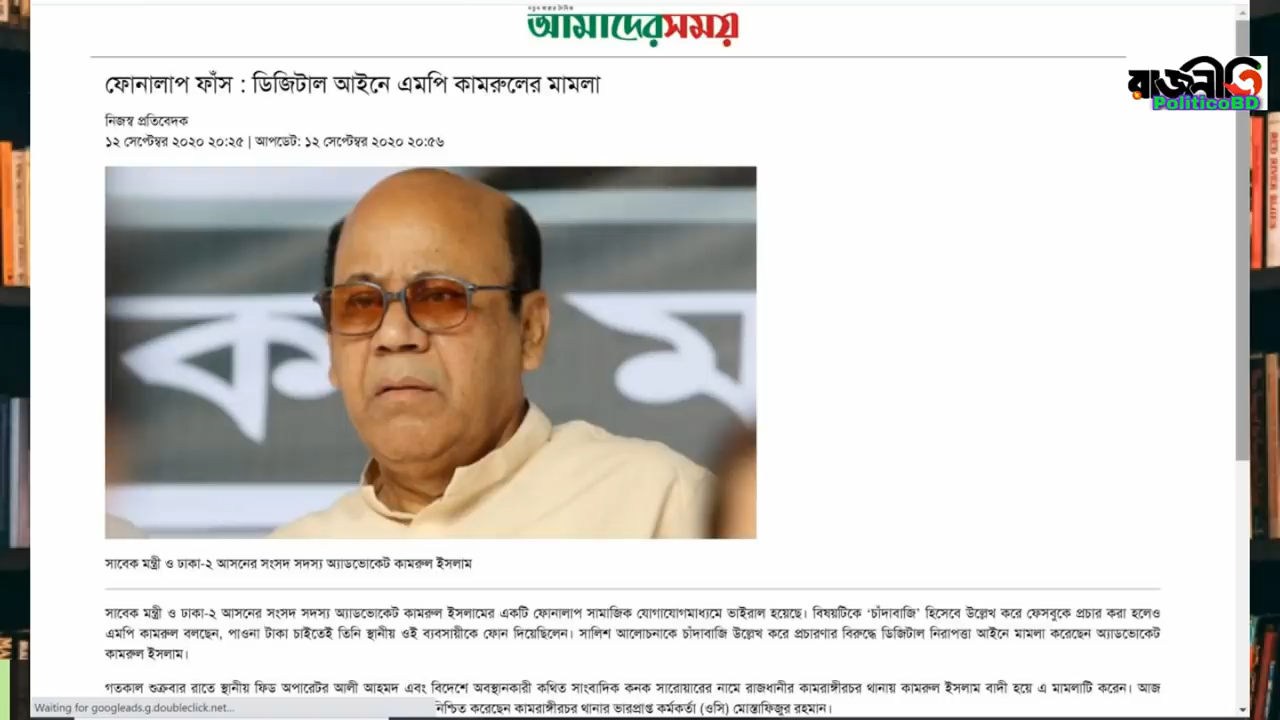 নতুন ধারার দৈনিক
আমাদেরসময়
ফোনালাপ ফাঁস : ডিজিটাল আইনে এমপি কামরুলের মামলা
রাজনীতি
PoliticoBD
নিজস্ব প্রতিবেদক
১২ সেপ্টেম্বর ২০২০ ২০:২৫ | আপডেট: ১২ সেপ্টেম্বর ২০২০ ২০:৫৬
ক ম
সাবেক মন্ত্রী ও ঢাকা-২ আসনের সংসদ সদস্য অ্যাডভোকেট কামরুল ইসলাম
সাবেক মন্ত্রী ও ঢাকা-২ আসনের সংসদ সদস্য অ্যাডভোকেট কামরুল ইসলামের একটি ফোনালাপ সামাজিক যোগাযোগমাধ্যমে ভাইরাল হয়েছে। বিষয়টিকে ‘চাঁদাবাজি’ হিসেবে উল্লেখ করে ফেসবুকে প্রচার করা হলেও
এমপি কামরুল বলছেন, পাওনা টাকা চাইতেই তিনি স্থানীয় ওই ব্যবসায়ীকে ফোন দিয়েছিলেন। সালিশ আলোচনাকে চাঁদাবাজি উল্লেখ করে প্রচারণার বিরুদ্ধে ডিজিটাল নিরাপত্তা আইনে মামলা করেছেন অ্যাডভোকেট
কামরুল ইসলাম।
গতকাল শুক্রবার রাতে স্থানীয় ফিড অপারেটর আলী আহমদ এবং বিদেশে অবস্থানকারী কথিত সাংবাদিক কনক সারোয়ারের নামে রাজধানীর কামরাঙ্গীরচর থানায় কামরুল ইসলাম বাদী হয়ে এ মামলাটি করেন। আজ
নিশ্চিত করেছেন কামরাঙ্গীরচর থানার ভারপ্রাপ্ত কর্মকর্তা (ওসি) মোস্তাফিজুর রহমান।
Waiting for googleads.g.doubleclick.net...
RED RIVER BLUES